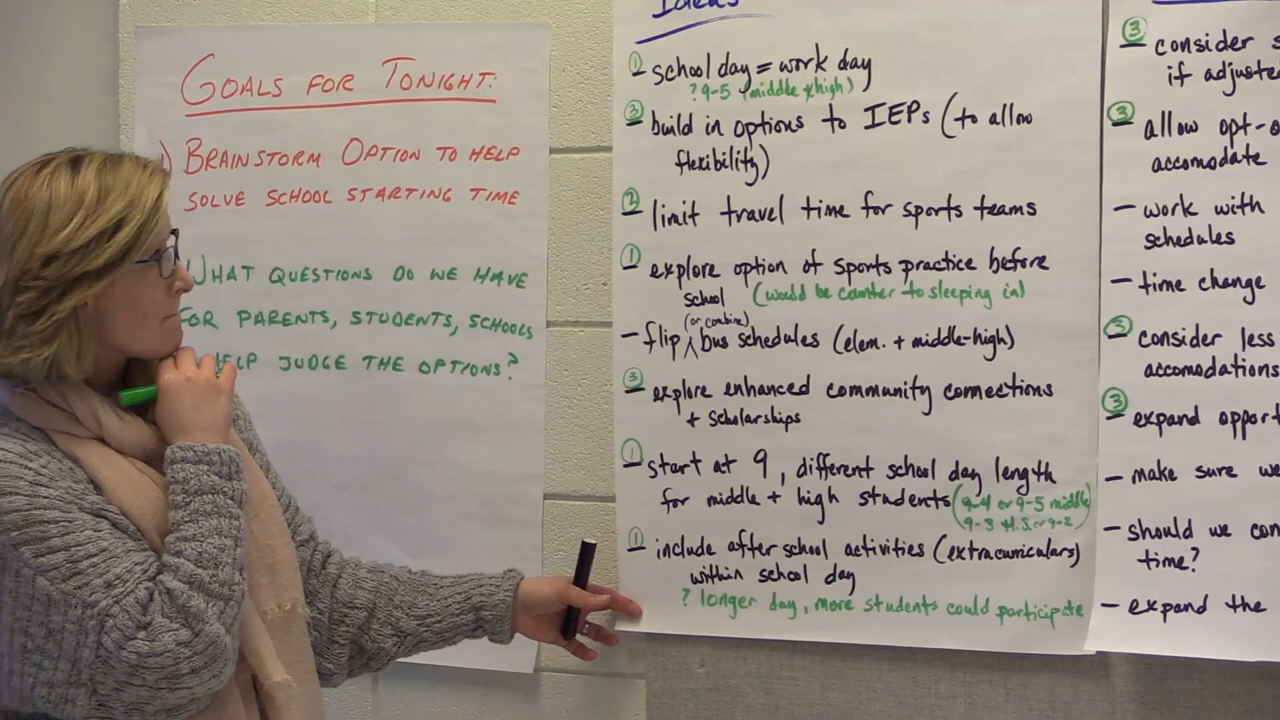 GOALS FOR TONIGHT:
1) BRAINSTORM OPTION TO HELP
SOLVE SCHOOL STARTING TIME
WHAT QUESTIONS DO WE HAVE
FOR PARENTS, STUDENTS, SCHOOLS
HELP JUDGE THE OPTIONS?
Ideas
① school day = work day
? 9-5 (middle + high)
③ build in options to IEPs (to allow
flexibility)
② limit travel time for sports teams
① explore option of sports practice before
school (would be counter to sleeping in)
(or combine)
- flip ^ bus schedules (elem. + middle-high)
③ explore enhanced community connections
+ scholarships
① start at 9, different school day length
for middle + high students (9-4 or 9-5 middle
9-3 H.S. or 9-2)
① include after school activities (extracuriculars)
within school day
? longer day, more students could participate
③ consider
if adjuste
③ allow opt-o
accomodate
- work with
schedules
- time change
③ consider less
accomodations
③ expand opport
- make sure we
- should we con
time?
- expand the